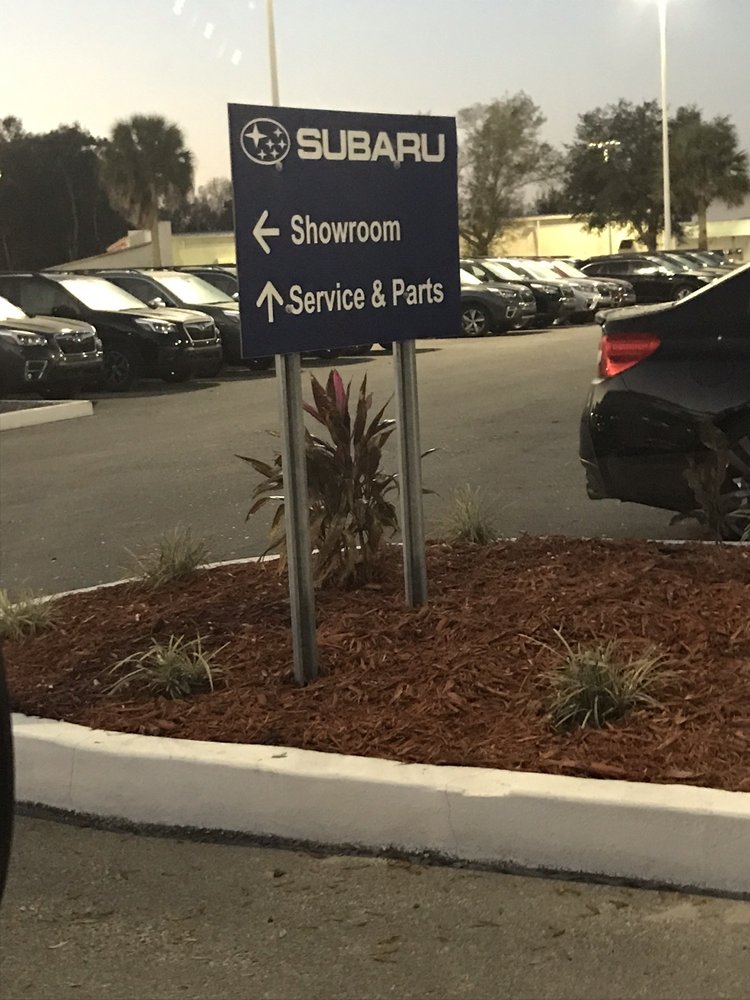 SUBARU
← Showroom
↑ Service & Parts